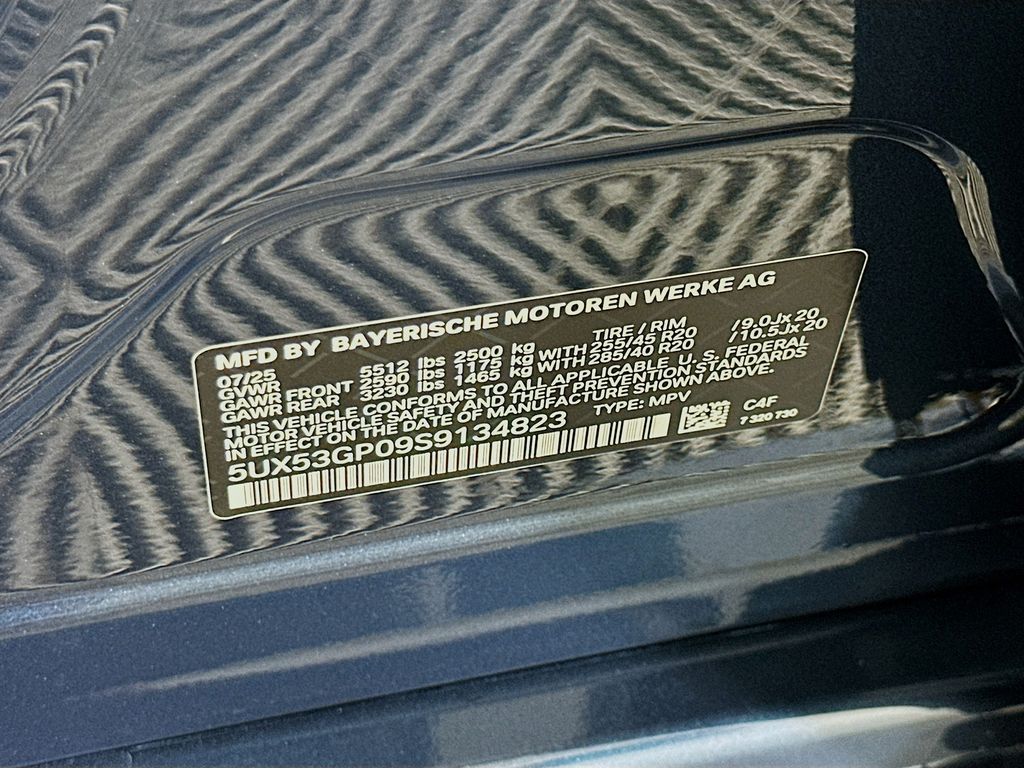 MFD BY BAYERISCHE MOTOREN WERKE AG
07/25 TIRE / RIM
GVWR 5512 lbs 2500 kg
GAWR FRONT 2590 lbs 1175 kg WITH 255/45 R20 /9.0Jx20
GAWR REAR 3230 lbs 1465 kg WITH 285/40 R20 /10.5Jx20
THIS VEHICLE CONFORMS TO ALL APPLICABLE U. S. FEDERAL
MOTOR VEHICLE SAFETY AND THEFT PREVENTION STANDARDS
IN EFFECT ON THE DATE OF MANUFACTURE SHOWN ABOVE.
5UX53GP09S9134823 TYPE: MPV
C4F
7 320 730